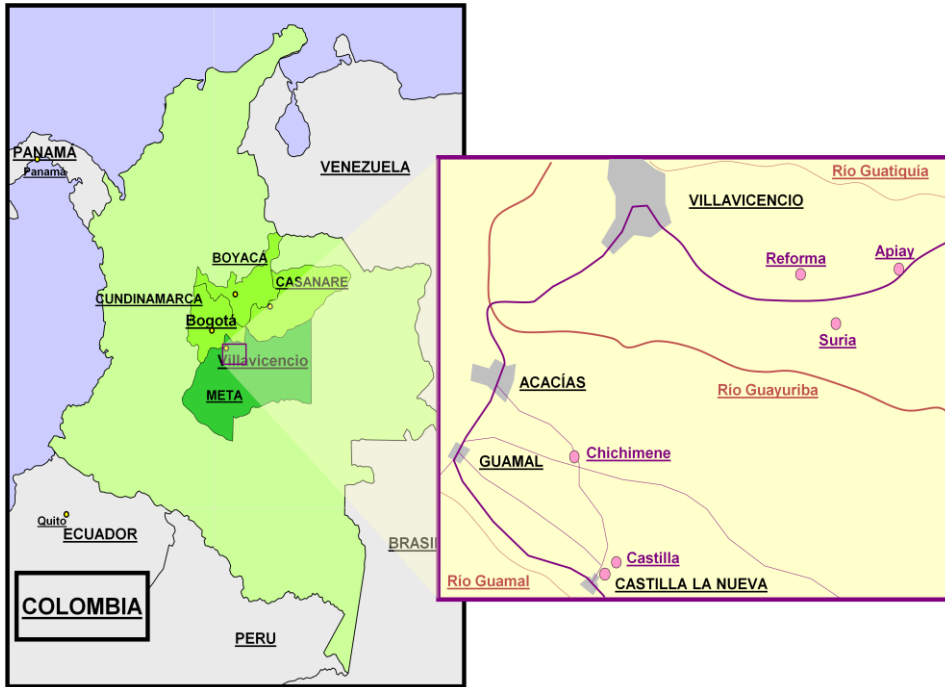 PANAMÁ
Panama
VENEZUELA
BOYACÁ
CASANARE
CUNDINAMARCA
Bogotá
Villavicencio
META
Quito
ECUADOR
BRASIL
COLOMBIA
PERU
Río Guatiquía
VILLAVICENCIO
Reforma
Apiay
Suria
ACACÍAS
Río Guayuriba
GUAMAL
Chichimene
Castilla
Río Guamal
CASTILLA LA NUEVA